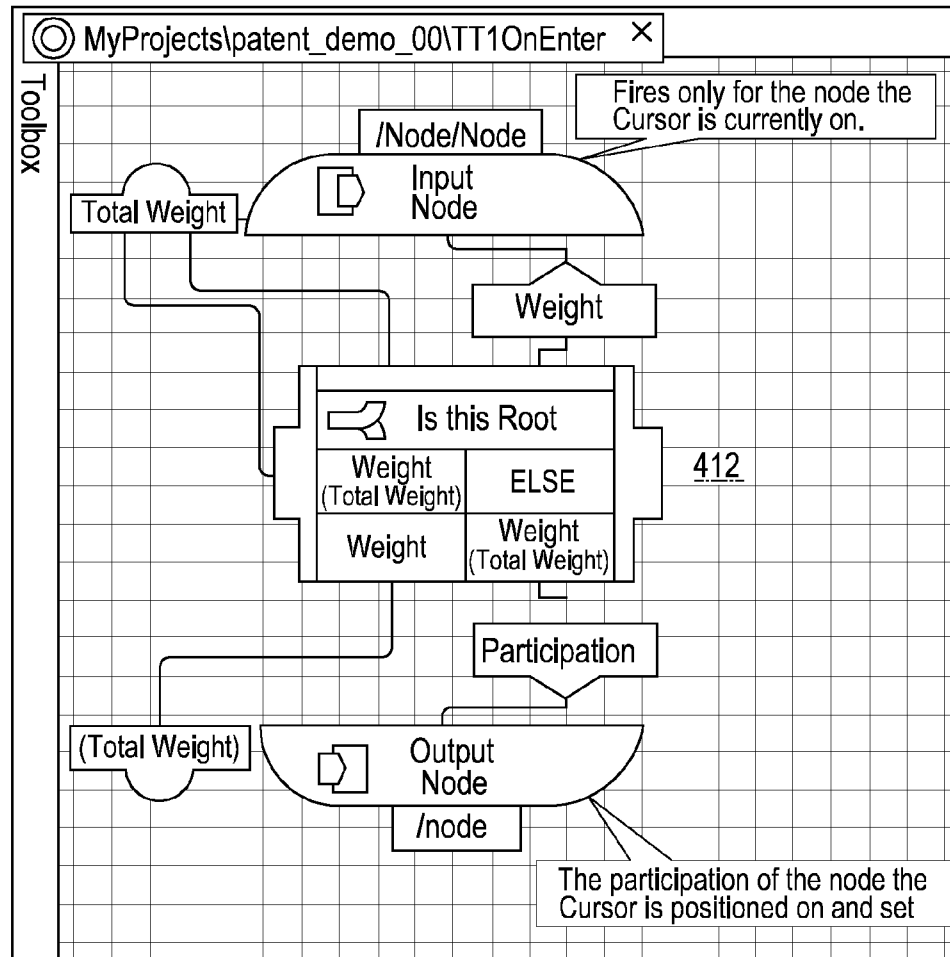 MyProjects\patent_demo_00\TT1OnEnter ×
Toolbox
Fires only for the node the
Cursor is currently on.
/Node/Node
Input
Node
Total Weight
Weight
Is this Root
Weight
(Total Weight)
ELSE
Weight
Weight
(Total Weight)
412
Participation
(Total Weight)
Output
Node
/node
The participation of the node the
Cursor is positioned on and set